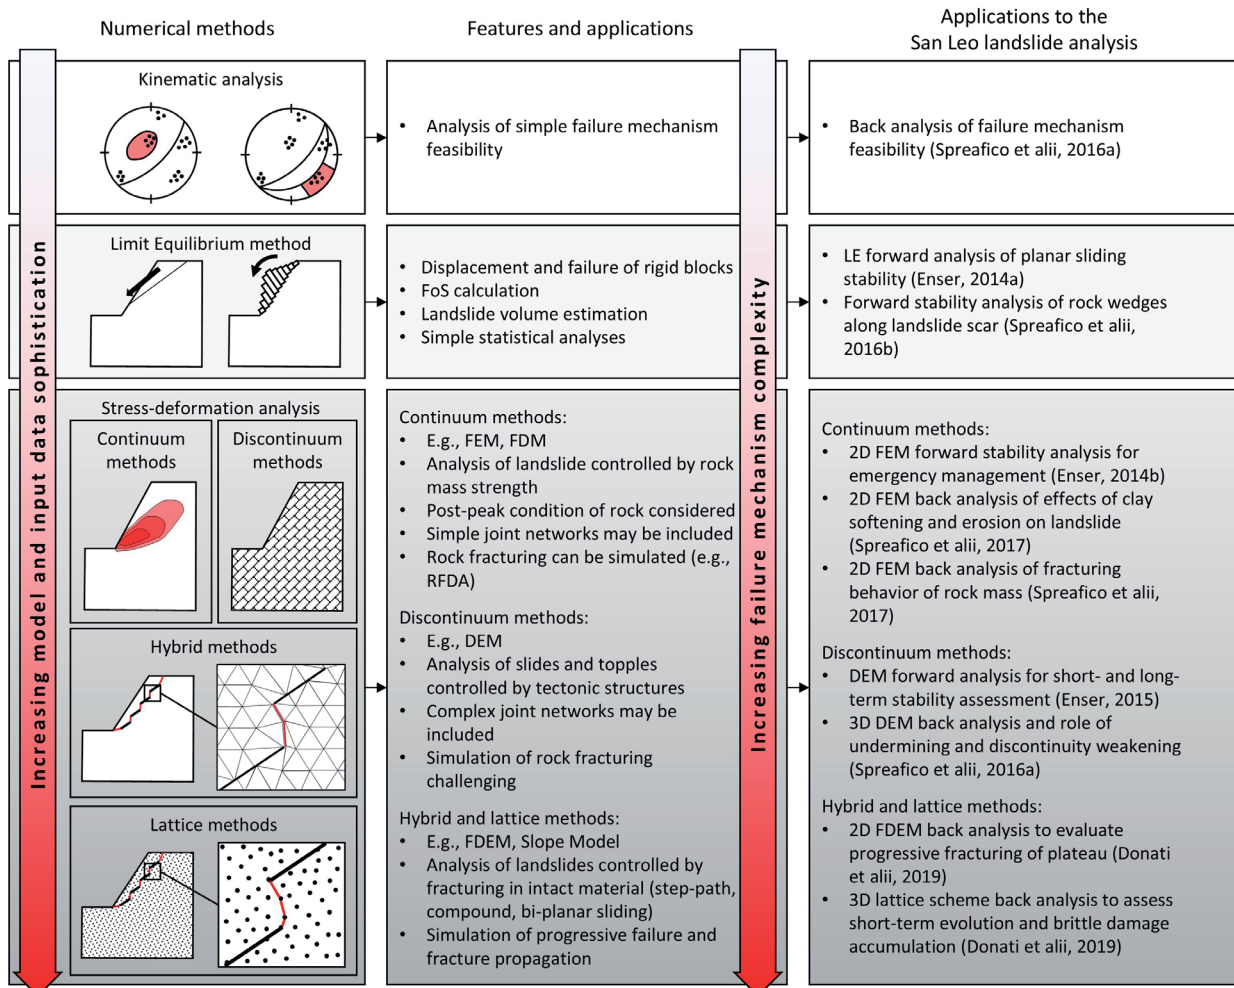 Numerical methods
Features and applications
Applications to the
San Leo landslide analysis
Increasing model and input data sophistication
Kinematic analysis
Limit Equilibrium method
Stress-deformation analysis
Continuum
methods
Discontinuum
methods
Hybrid methods
Lattice methods
• Analysis of simple failure mechanism
feasibility
• Displacement and failure of rigid blocks
• FoS calculation
• Landslide volume estimation
• Simple statistical analyses
Continuum methods:
• E.g., FEM, FDM
• Analysis of landslide controlled by rock
mass strength
• Post-peak condition of rock considered
• Simple joint networks may be included
• Rock fracturing can be simulated (e.g.,
RFDA)
Discontinuum methods:
• E.g., DEM
• Analysis of slides and topples
controlled by tectonic structures
• Complex joint networks may be
included
• Simulation of rock fracturing
challenging
Hybrid and lattice methods:
• E.g., FDEM, Slope Model
• Analysis of landslides controlled by
fracturing in intact material (step-path,
compound, bi-planar sliding)
• Simulation of progressive failure and
fracture propagation
Increasing failure mechanism complexity
• Back analysis of failure mechanism
feasibility (Spreafico et alii, 2016a)
• LE forward analysis of planar sliding
stability (Enser, 2014a)
• Forward stability analysis of rock wedges
along landslide scar (Spreafico et alii,
2016b)
Continuum methods:
• 2D FEM forward stability analysis for
emergency management (Enser, 2014b)
• 2D FEM back analysis of effects of clay
softening and erosion on landslide
(Spreafico et alii, 2017)
• 2D FEM back analysis of fracturing
behavior of rock mass (Spreafico et alii,
2017)
Discontinuum methods:
• DEM forward analysis for short- and long-
term stability assessment (Enser, 2015)
• 3D DEM back analysis and role of
undermining and discontinuity weakening
(Spreafico et alii, 2016a)
Hybrid and lattice methods:
• 2D FDEM back analysis to evaluate
progressive fracturing of plateau (Donati
et alii, 2019)
• 3D lattice scheme back analysis to assess
short-term evolution and brittle damage
accumulation (Donati et alii, 2019)